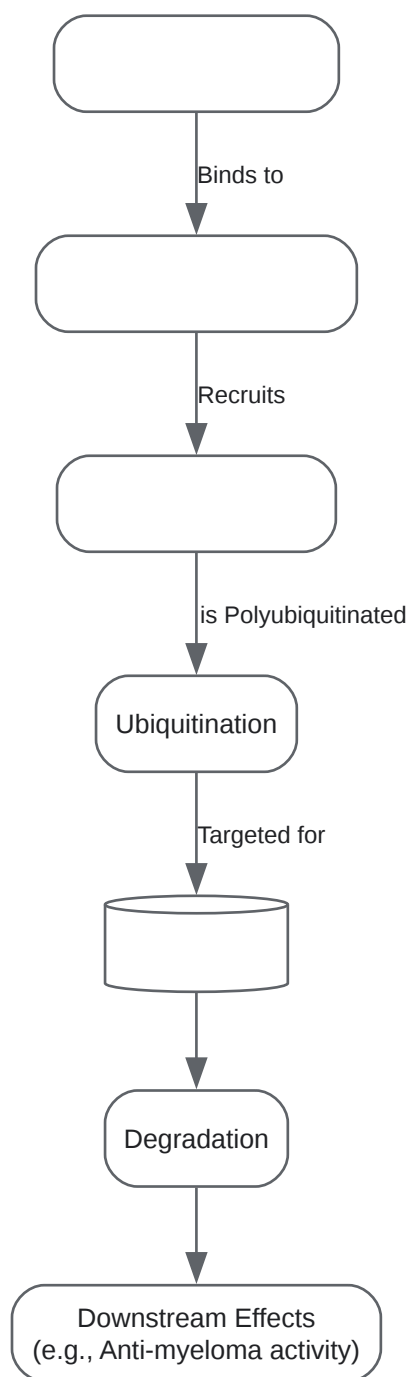 Binds to
Recruits
is Polyubiquitinated
Ubiquitination
Targeted for
Degradation
Downstream Effects
(e.g., Anti-myeloma activity)